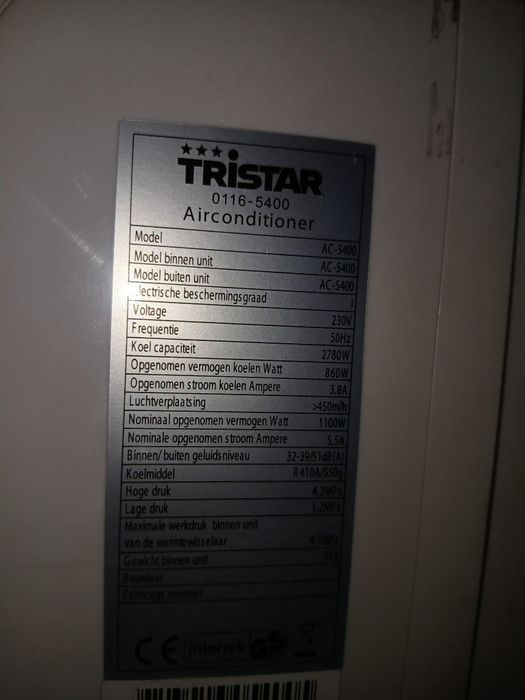 TRISTAR
0116-5400
Airconditioner
Model AC-5400
Model binnen unit AC-5400
Model buiten unit AC-5400
lectrische beschermingsgraad I
Voltage 230V
Frequentie 50Hz
Koel capaciteit 2780W
Opgenomen vermogen koelen Watt 860W
Opgenomen stroom koelen Ampere 3.8A
Luchtverplaatsing >450m³/h
Nominaal opgenomen vermogen Watt 1100W
Nominale opgenomen stroom Ampere 5.5A
Binnen/ buiten geluidsniveau 32-39/51dB(A)
Koelmiddel R410A/550g
Hoge druk 4.2MPa
Lage druk 1.2MPa
Maximale werkdruk binnen unit
van de warmtewisselaar 4.2MPa
Gewicht binnen unit
Bouwjaar
Fabricage nummer
CE Intertek GS